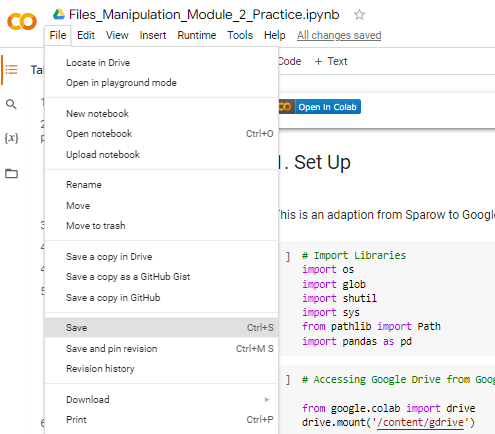 Files_Manipulation_Module_2_Practice.ipynb
File Edit View Insert Runtime Tools Help All changes saved
Code + Text
Locate in Drive
Open in playground mode
New notebook
Open notebook Ctrl+O
Upload notebook
Rename
Move
Move to trash
Save a copy in Drive
Save a copy as a GitHub Gist
Save a copy in GitHub
Save Ctrl+S
Save and pin revision Ctrl+M S
Revision history
Download
Print Ctrl+P
{x}
Open in Colab
1. Set Up
This is an adaption from Sparow to Google
# Import Libraries
import os
import glob
import shutil
import sys
from pathlib import Path
import pandas as pd
# Accessing Google Drive from Goog
from google.colab import drive
drive.mount('/content/gdrive')